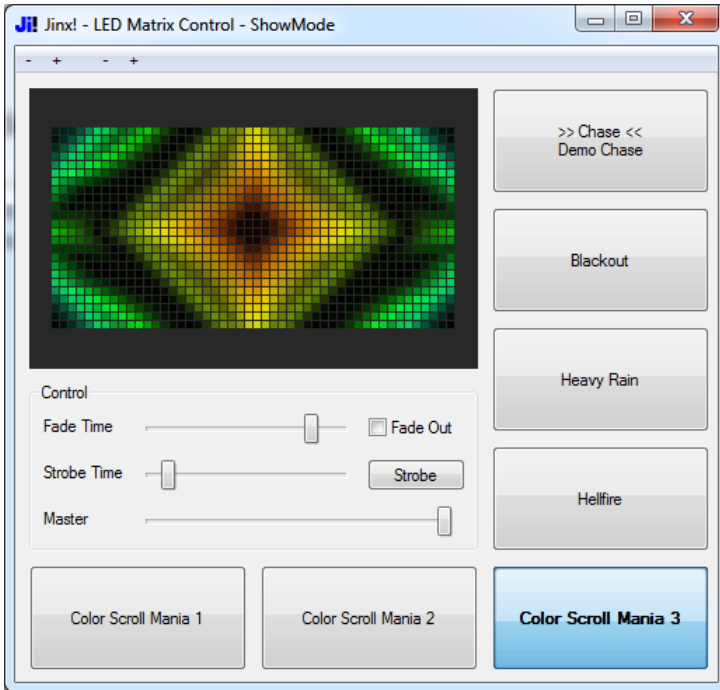 Ji! Jinx! - LED Matrix Control - ShowMode
- + - +
>> Chase <<
Demo Chase
Blackout
Heavy Rain
Control
Fade Time
Fade Out
Strobe Time
Strobe
Master
Hellfire
Color Scroll Mania 1
Color Scroll Mania 2
Color Scroll Mania 3